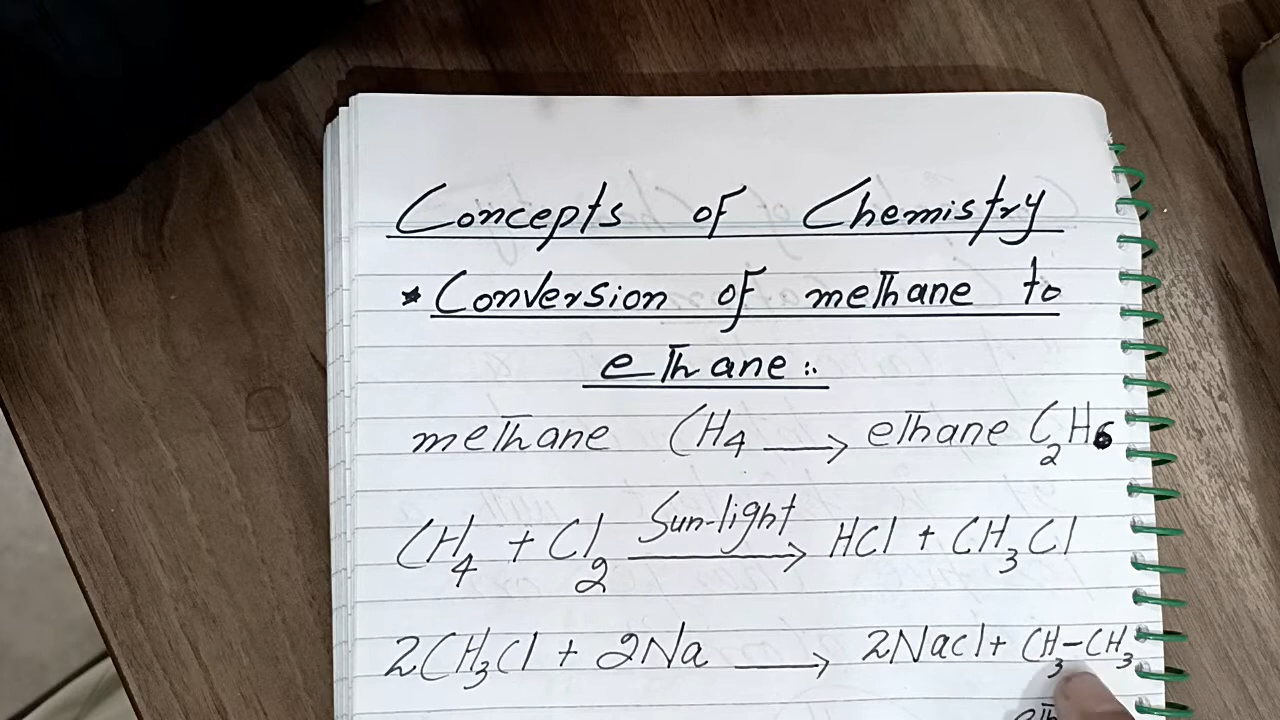 Concepts of Chemistry
* Conversion of methane to
ethane :.
methane CH4 ⟶ ethane C2H6
CH4 + Cl2 Sun-light⟶ HCl + CH3Cl
2CH3Cl + 2Na ⟶ 2Nacl + CH3-CH3